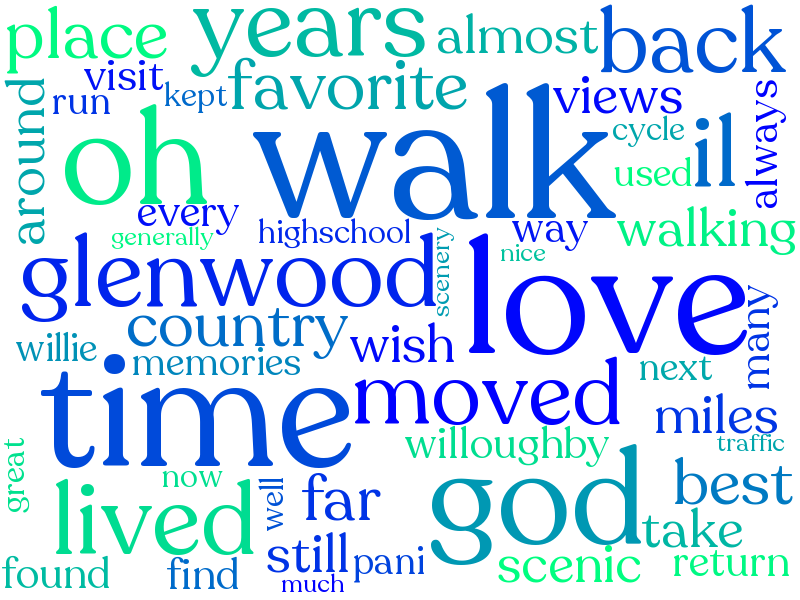 place
years
almost
back
visit
run
kept
favorite
views
around
oh
walk
cycle
il
always
used
every
generally
highschool
way
walking
nice
scenery
glenwood
love
country
willie
memories
wish
many
time
moved
next
miles
willoughby
traffic
great
now
lived
well
far
god
best
take
found
find
still
pani
much
scenic
return